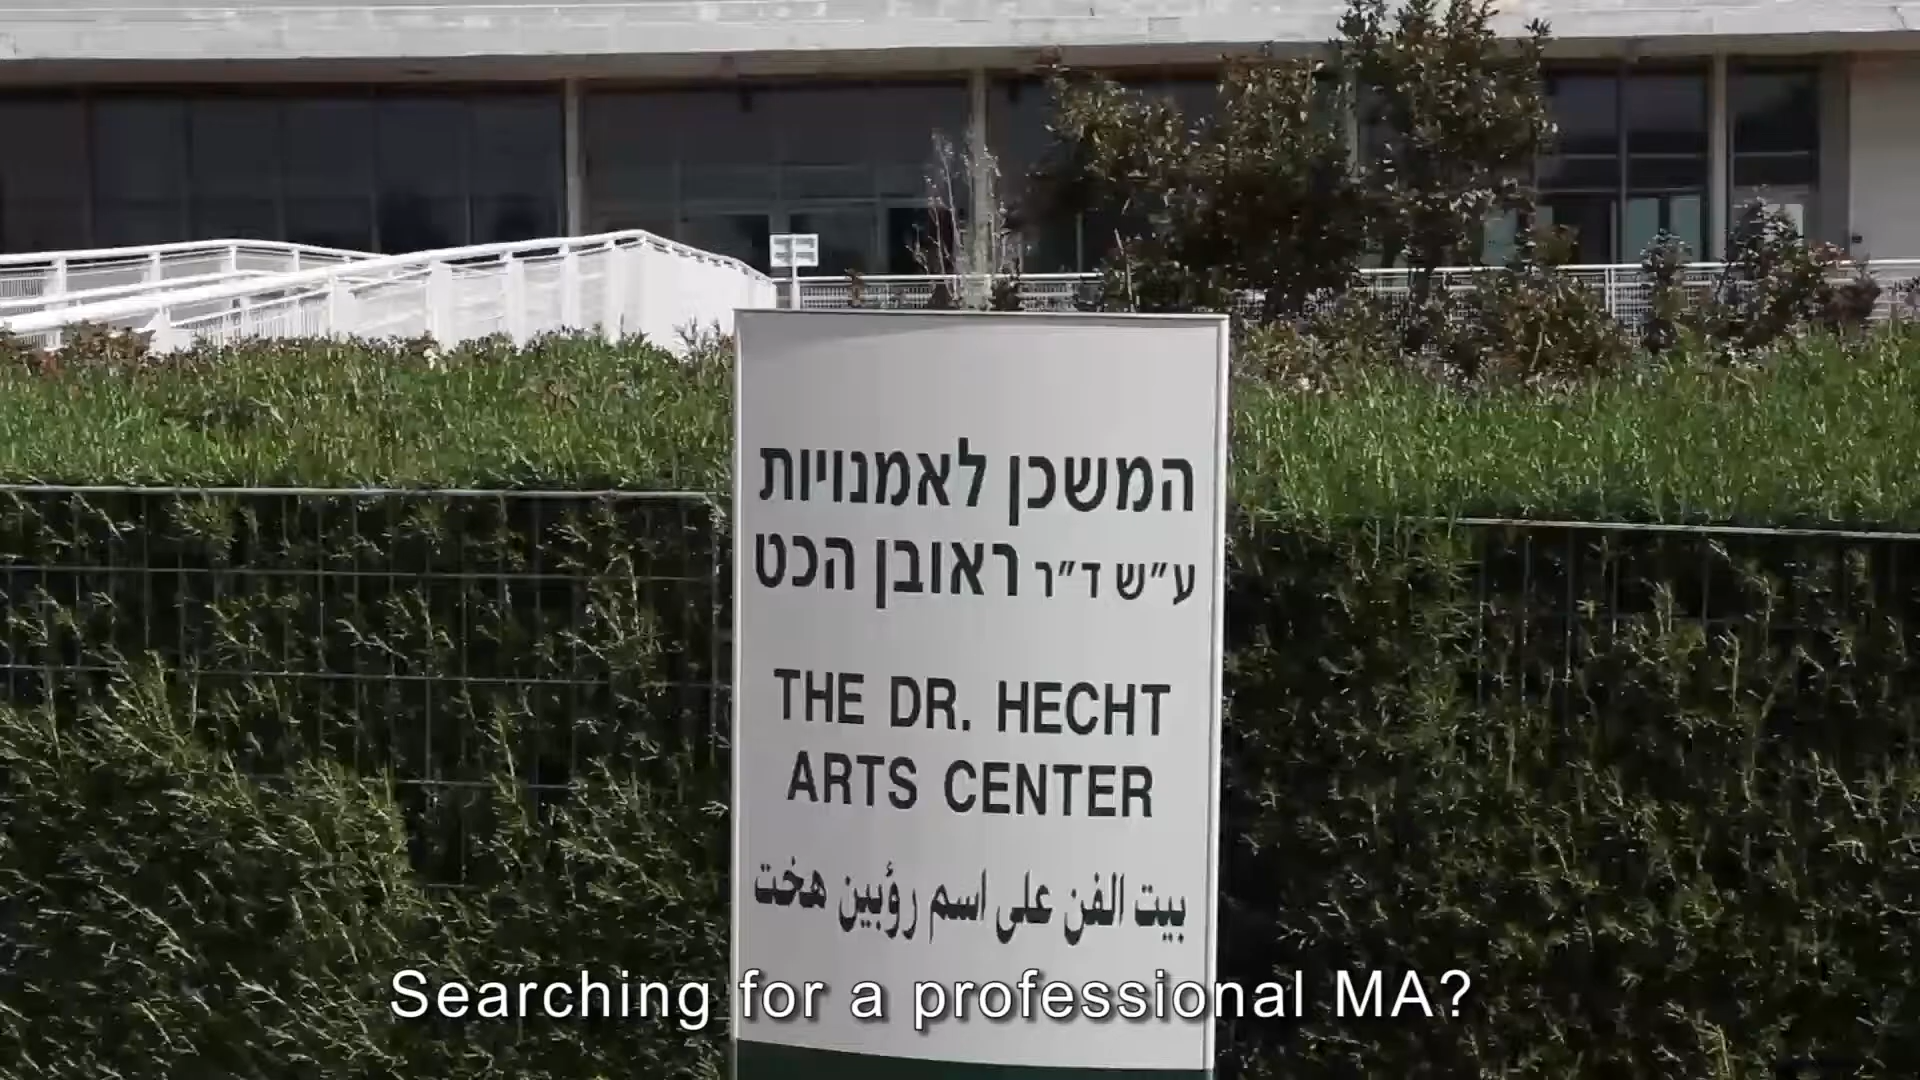 המשכן לאמנויות
ע״ש ד״ר ראובן הכט
THE DR. HECHT
ARTS CENTER
بيت الفن على اسم رؤبين هخت
Searching for a professional MA?